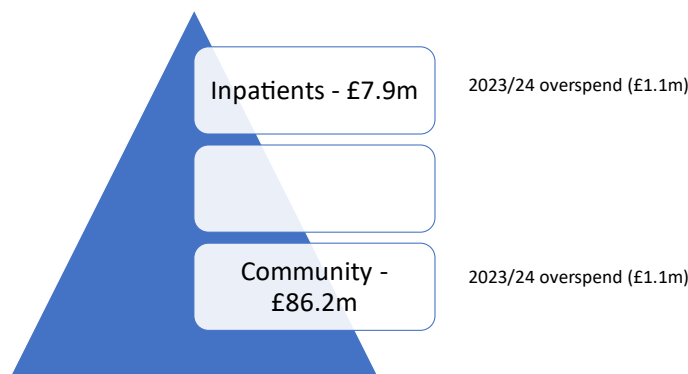 Inpatients - £7.9m
2023/24 overspend (£1.1m)
Community -
£86.2m
2023/24 overspend (£1.1m)